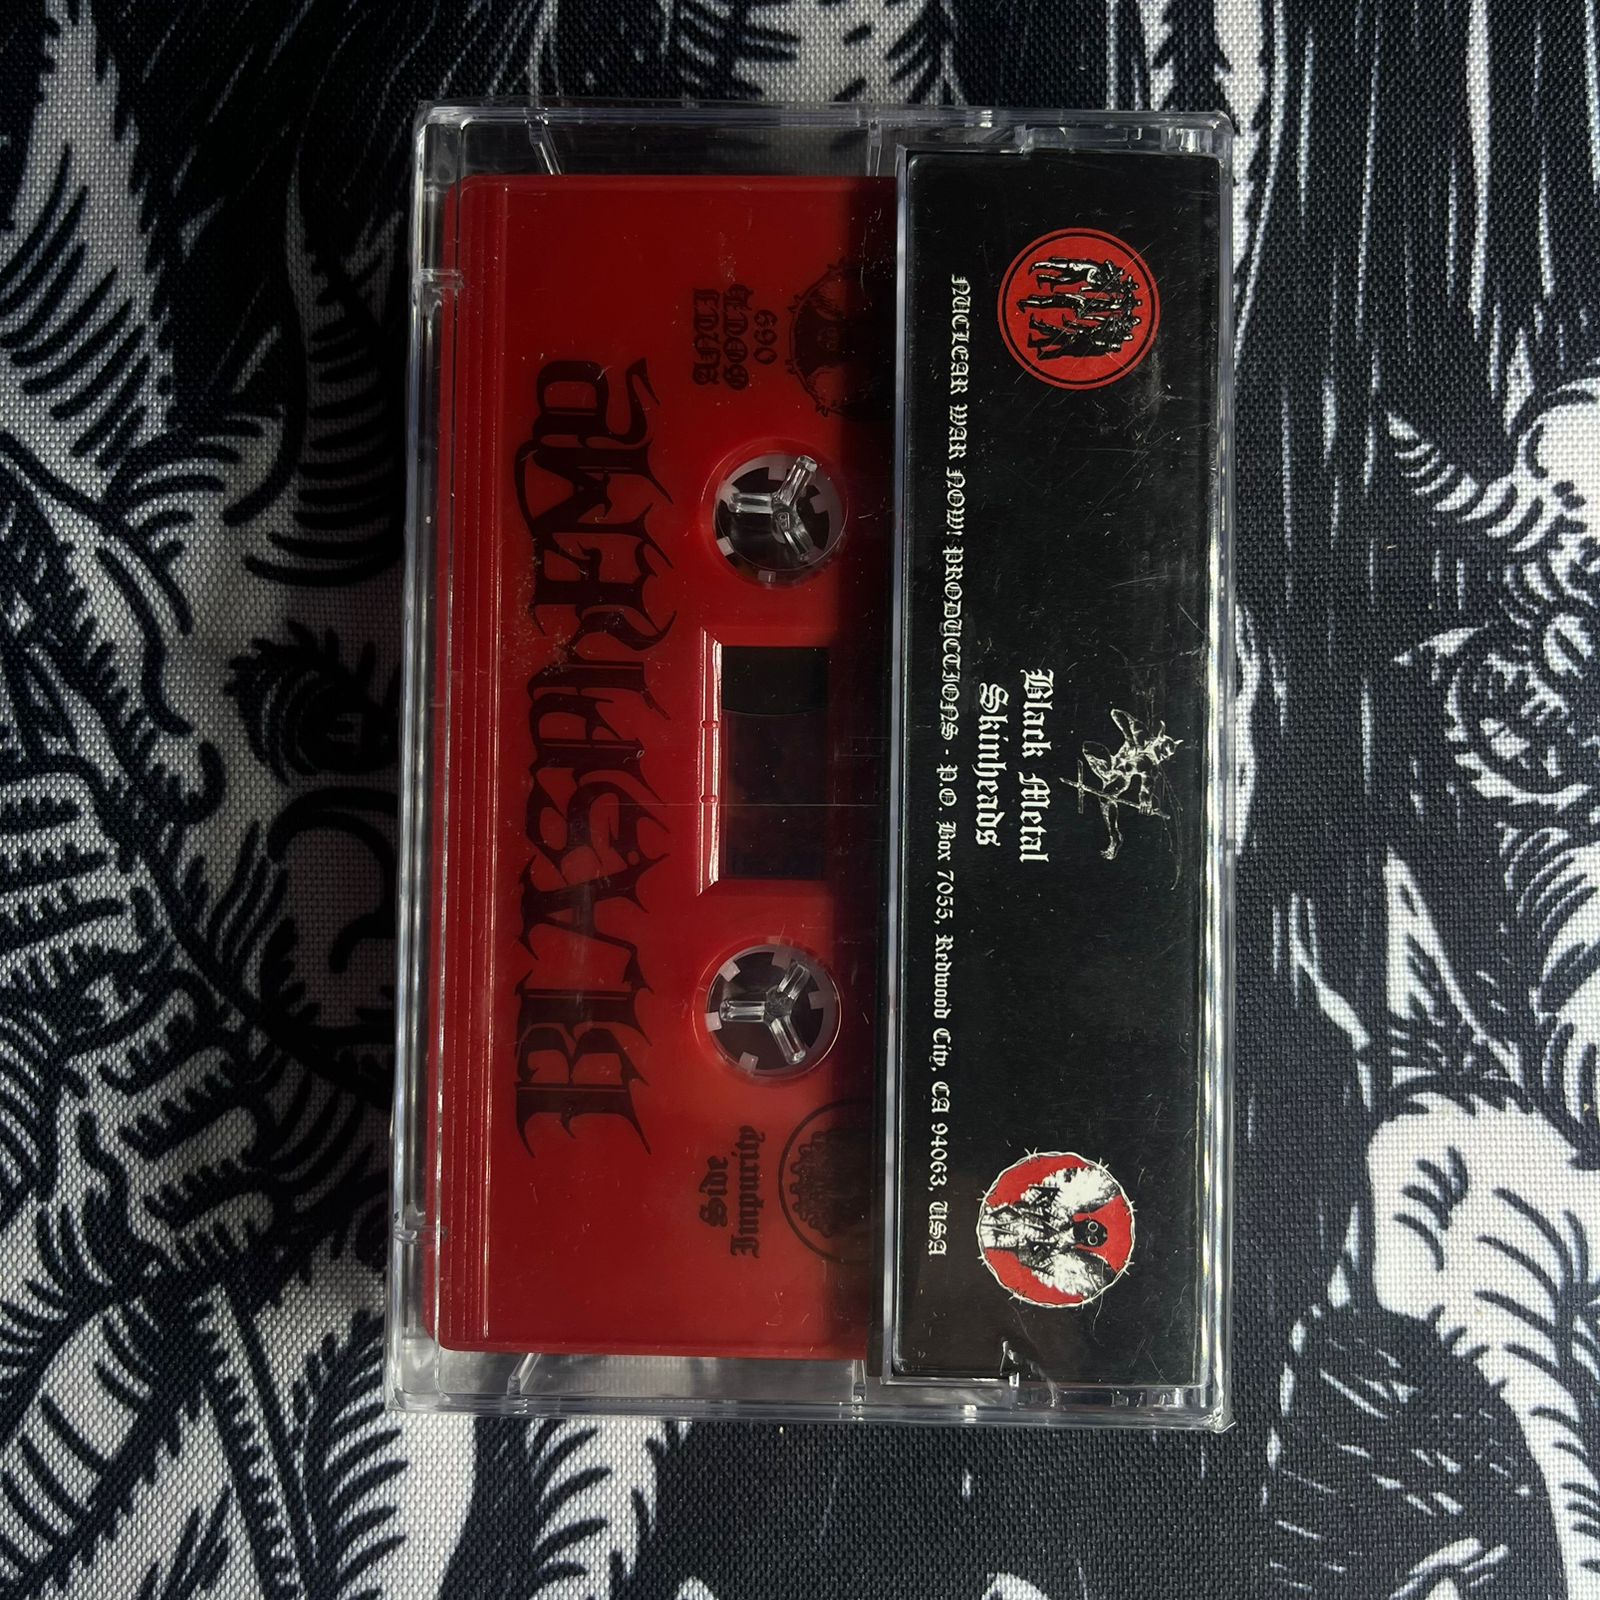 BLASPHEMY
Side
Impurity
ANTI
GOTH
069
Black Metal
Skinheads
NUCLEAR WAR NOW! PRODUCTIONS - P.O. Box 7055, Redwood City, CA 94063, USA